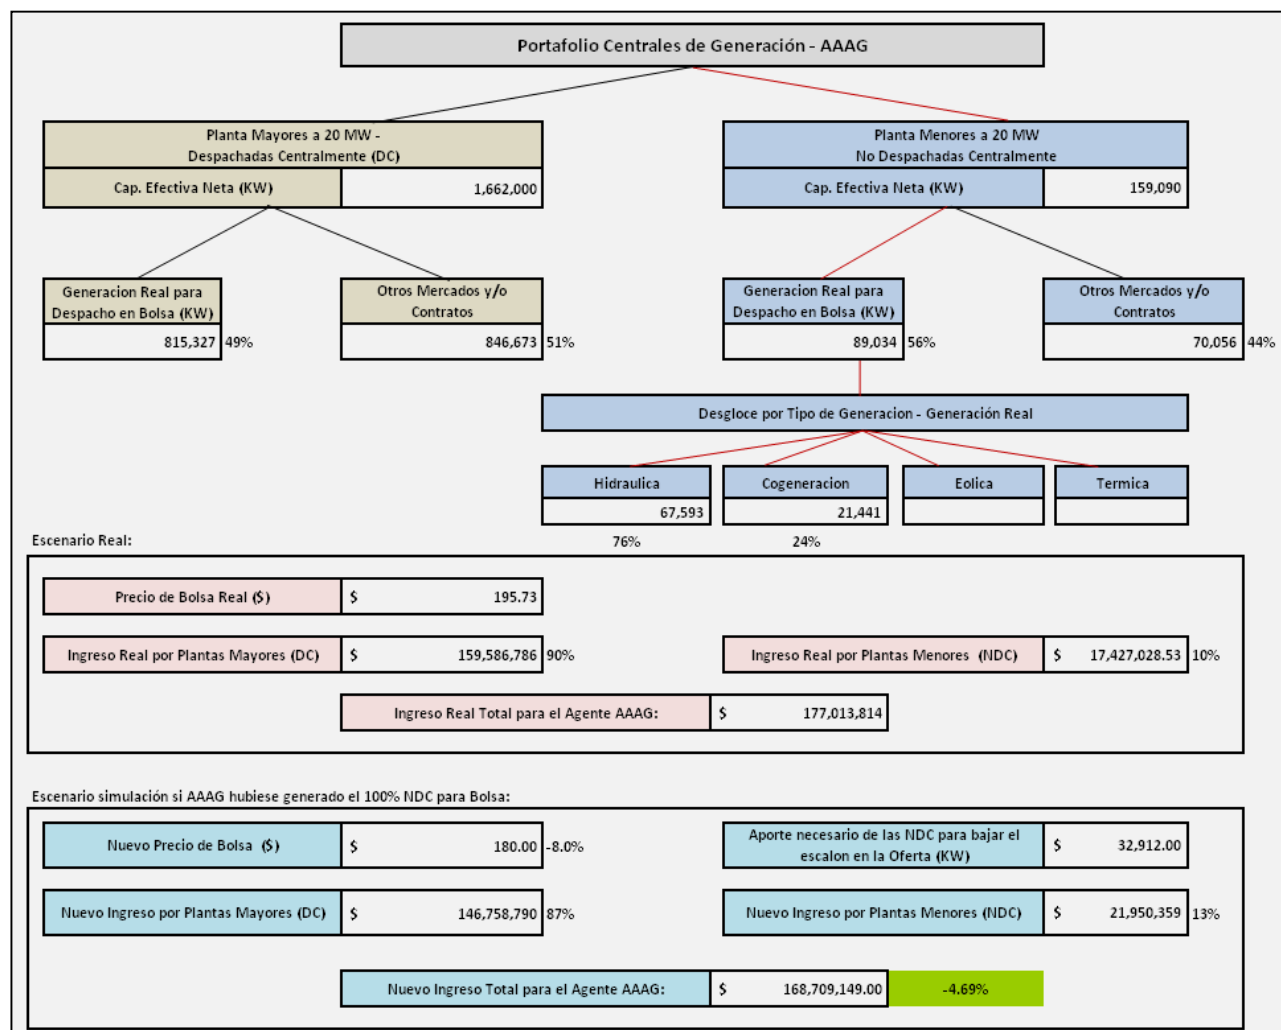 Portafolio Centrales de Generación - AAAG
Planta Mayores a 20 MW -
Despachadas Centralmente (DC)
Planta Menores a 20 MW
No Despachadas Centralmente
Cap. Efectiva Neta (KW) 1,662,000
Cap. Efectiva Neta (KW) 159,090
Generacion Real para
Despacho en Bolsa (KW)
Otros Mercados y/o
Contratos
Generacion Real para
Despacho en Bolsa (KW)
Otros Mercados y/o
Contratos
815,327 49%
846,673 51%
89,034 56%
70,056 44%
Desgloce por Tipo de Generacion - Generación Real
Hidraulica Cogeneracion Eolica Termica
67,593 21,441
76% 24%
Escenario Real:
Precio de Bolsa Real ($) $ 195.73
Ingreso Real por Plantas Mayores (DC) $ 159,586,786 90%
Ingreso Real por Plantas Menores (NDC) $ 17,427,028.53 10%
Ingreso Real Total para el Agente AAAG: $ 177,013,814
Escenario simulación si AAAG hubiese generado el 100% NDC para Bolsa:
Nuevo Precio de Bolsa ($) $ 180.00 -8.0%
Aporte necesario de las NDC para bajar el
escalon en la Oferta (KW)
$ 32,912.00
Nuevo Ingreso por Plantas Mayores (DC) $ 146,758,790 87%
Nuevo Ingreso por Plantas Menores (NDC) $ 21,950,359 13%
Nuevo Ingreso Total para el Agente AAAG: $ 168,709,149.00 -4.69%